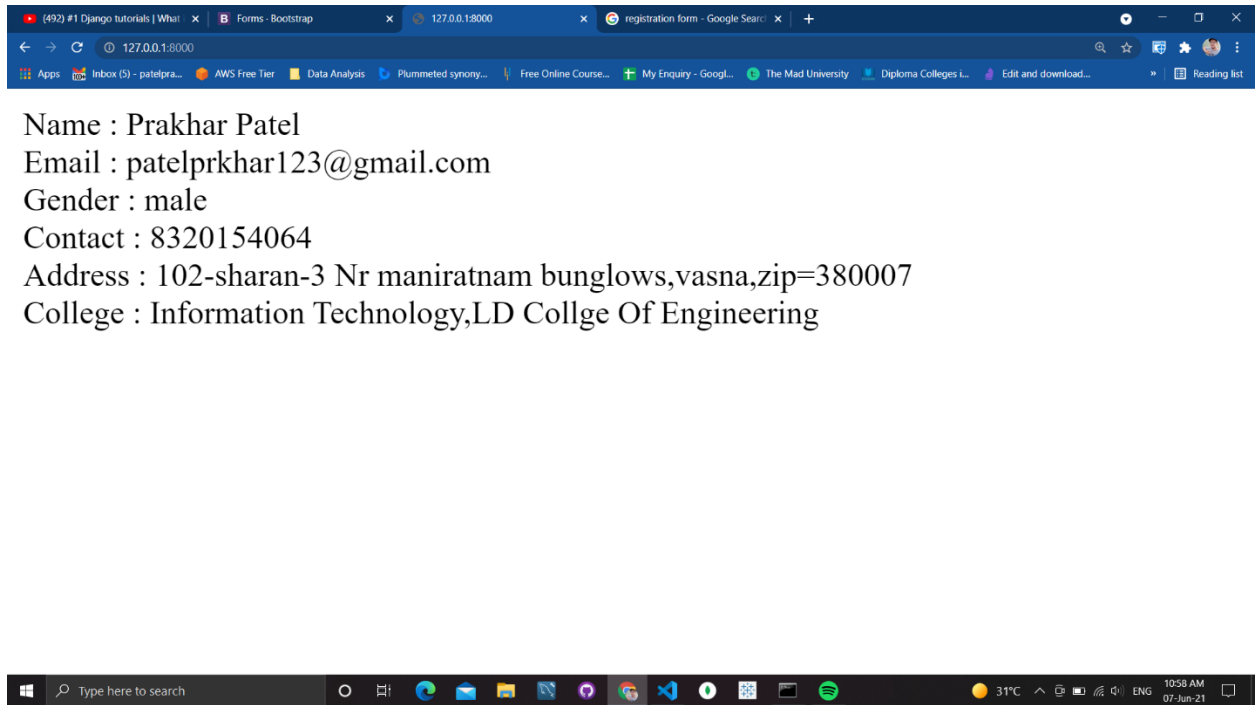 (492) #1 Django tutorials | What
Forms · Bootstrap
127.0.0.1:8000
registration form - Google Searc
127.0.0.1:8000
Apps
Inbox (5) - patelpra...
AWS Free Tier
Data Analysis
Plummeted synony...
Free Online Course...
My Enquiry - Googl...
The Mad University
Diploma Colleges i...
Edit and download...
»
Reading list
Name : Prakhar Patel
Email : patelprkhar123@gmail.com
Gender : male
Contact : 8320154064
Address : 102-sharan-3 Nr maniratnam bunglows,vasna,zip=380007
College : Information Technology,LD Collge Of Engineering
Type here to search
31°C
ENG
10:58 AM
07-Jun-21